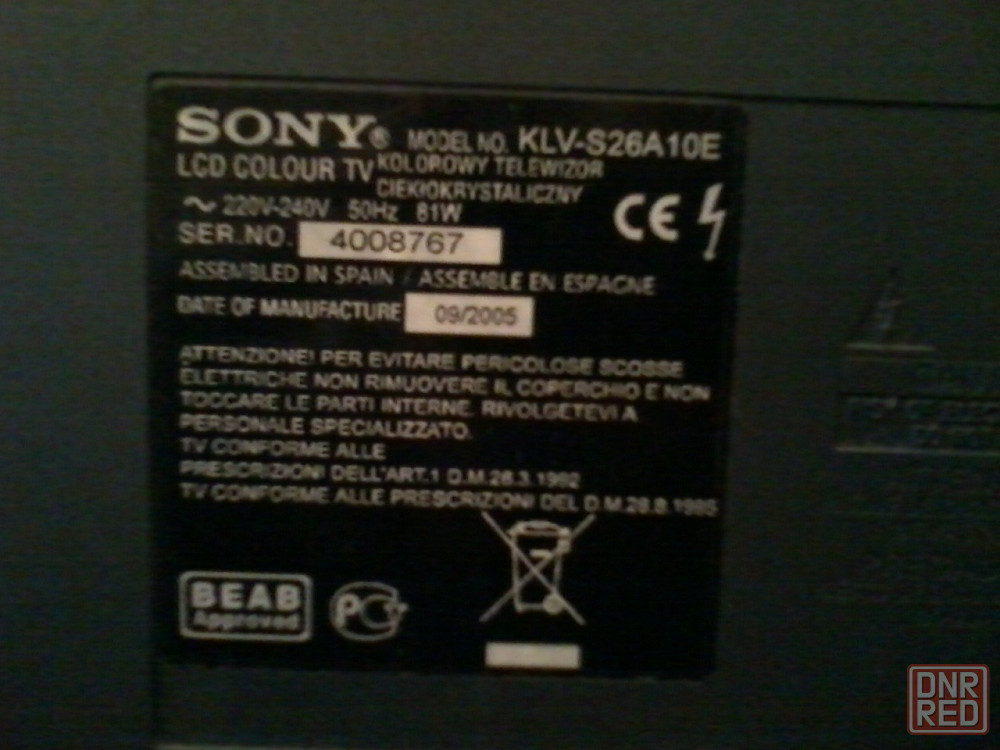 SONY® MODEL NO. KLV-S26A10E
LCD COLOUR TV KOLOROWY TELEWIZOR
CIEKŁOKRYSTALICZNY
~ 220V-240V 50Hz 81W
SER.NO. 4008767
ASSEMBLED IN SPAIN / ASSEMBLE EN ESPAGNE
DATE OF MANUFACTURE 09/2005
ATTENZIONE! PER EVITARE PERICOLOSE SCOSSE
ELETTRICHE NON RIMUOVERE IL COPERCHIO E NON
TOCCARE LE PARTI INTERNE. RIVOLGETEVI A
PERSONALE SPECIALIZZATO.
TV CONFORME ALLE
PRESCRIZIONI DELL'ART.1 D.M.26.3.1992
TV CONFORME ALLE PRESCRIZIONI DEL D.M.28.8.1995
CE
BEAB
Approved
PCT
DNR
RED